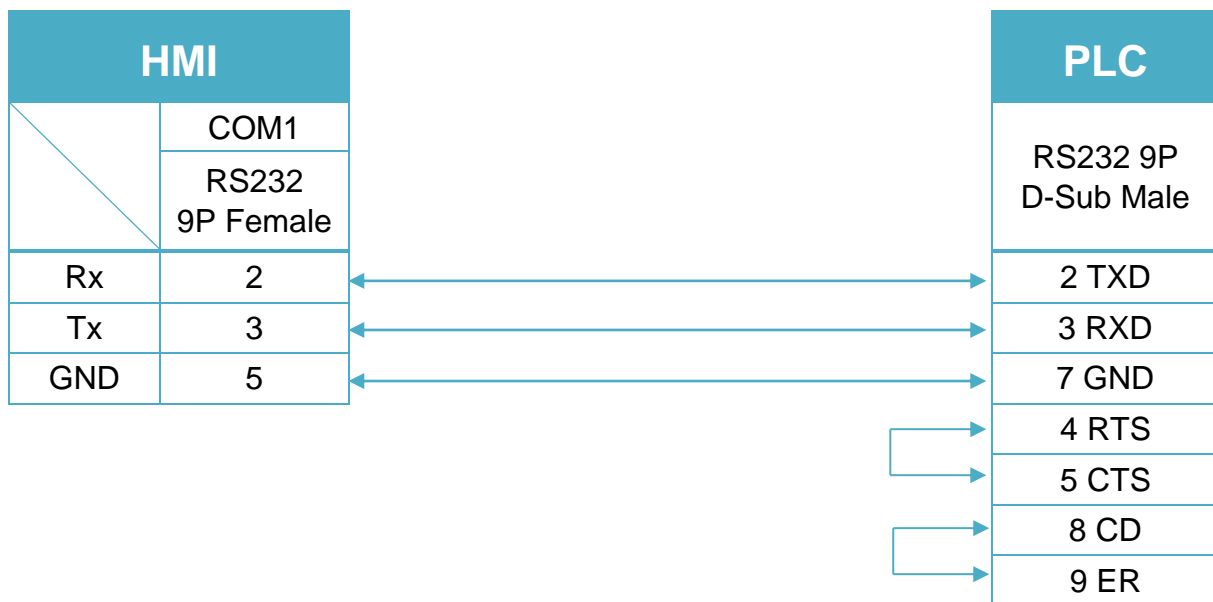 HMI
PLC
COM1
RS232
9P Female
RS232 9P
D-Sub Male
Rx 2 2 TXD
Tx 3 3 RXD
GND 5 7 GND
4 RTS
5 CTS
8 CD
9 ER